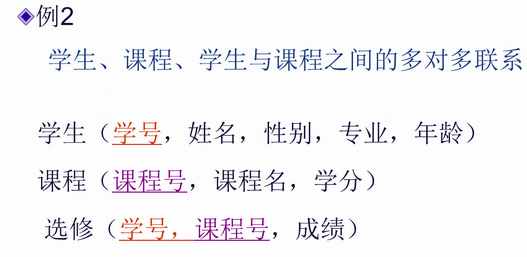 例2
学生、课程、学生与课程之间的多对多联系
学生（学号，姓名，性别，专业，年龄）
课程（课程号，课程名，学分）
选修（学号，课程号，成绩）